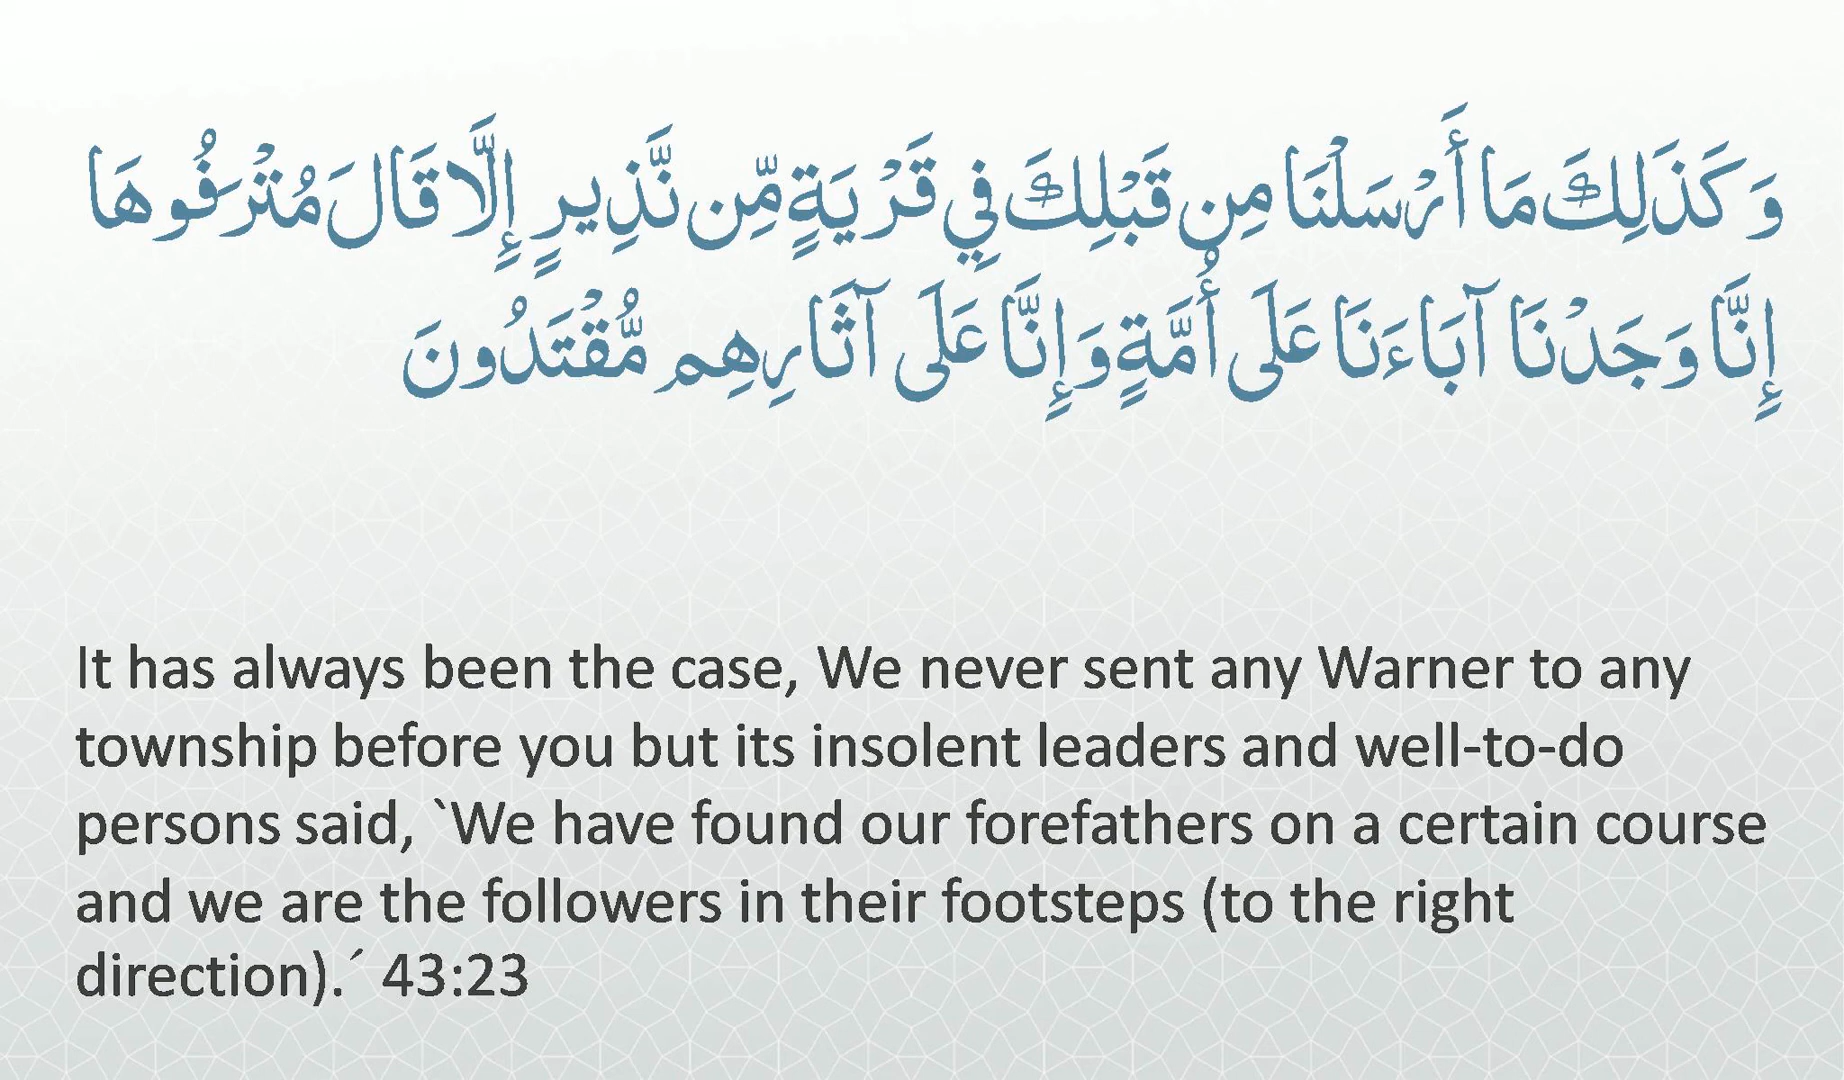 وَكَذَلِكَ مَا أَرْسَلْنَا مِن قَبْلِكَ فِي قَرْيَةٍ مِّن نَّذِيرٍ إِلَّا قَالَ مُتْرَفُوهَا
إِنَّا وَجَدْنَا آبَاءَنَا عَلَى أُمَّةٍ وَإِنَّا عَلَى آثَارِهِم مُّقْتَدُونَ
It has always been the case, We never sent any Warner to any
township before you but its insolent leaders and well-to-do
persons said, `We have found our forefathers on a certain course
and we are the followers in their footsteps (to the right
direction).´ 43:23